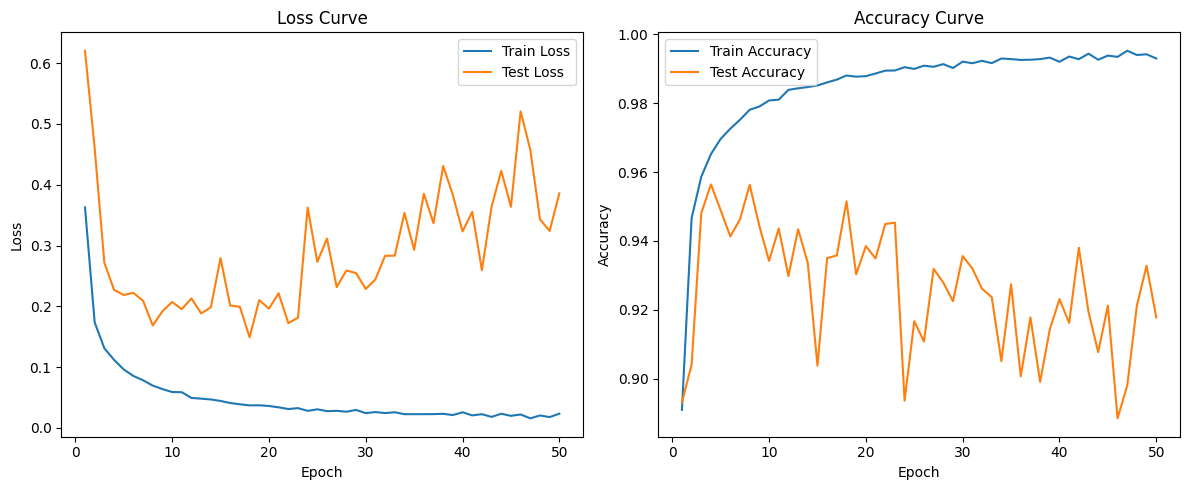 Loss Curve
Train Loss
Test Loss
Loss
0.6
0.5
0.4
0.3
0.2
0.1
0.0
0
10
20
30
40
50
Epoch
Accuracy Curve
Train Accuracy
Test Accuracy
Accuracy
1.00
0.98
0.96
0.94
0.92
0.90
0
10
20
30
40
50
Epoch